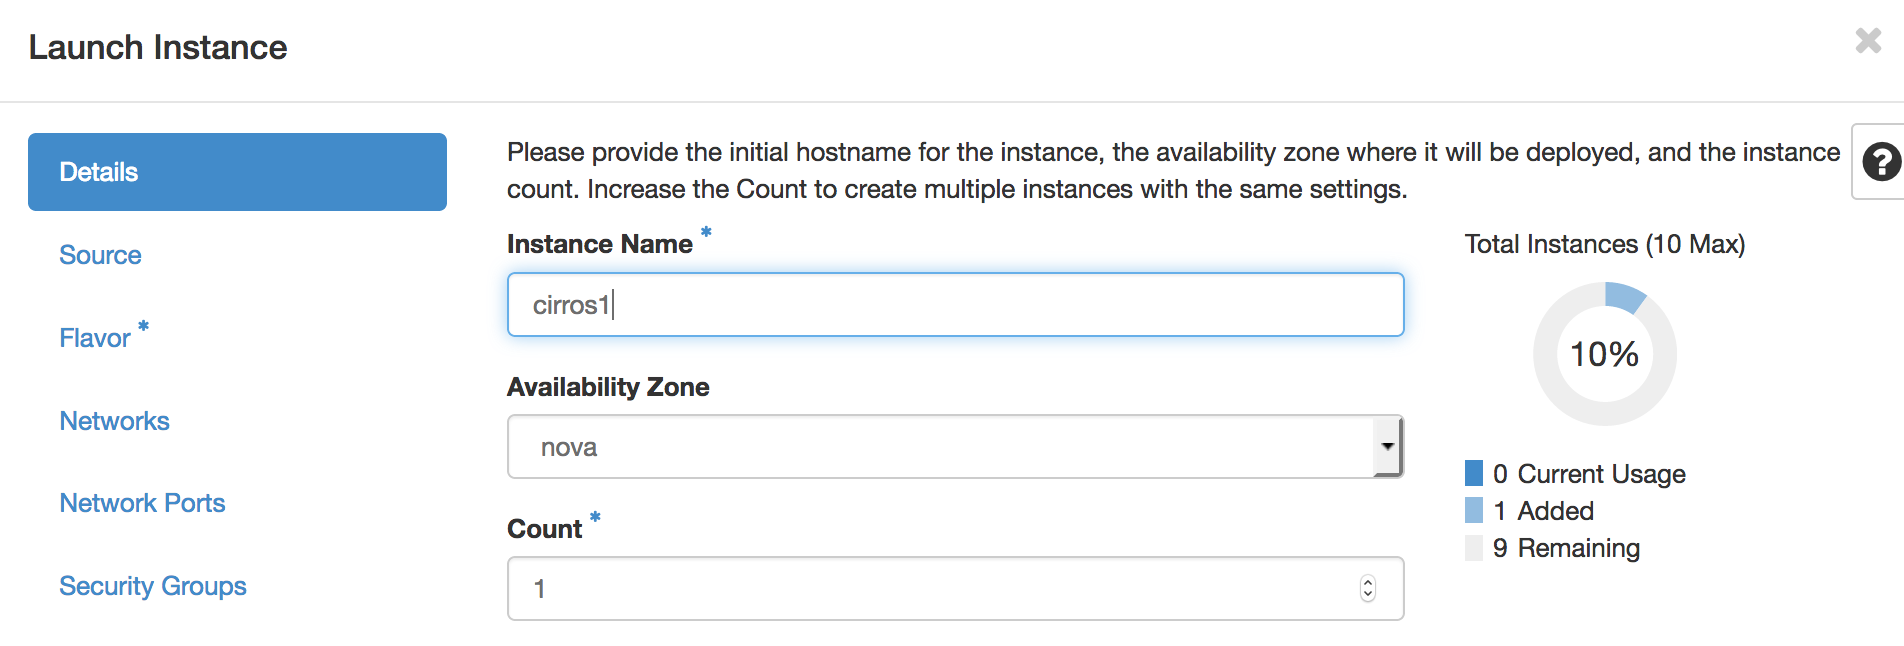 Launch Instance
Details
Source
Flavor *
Networks
Network Ports
Security Groups
Please provide the initial hostname for the instance, the availability zone where it will be deployed, and the instance
count. Increase the Count to create multiple instances with the same settings.
Instance Name *
cirros1
Availability Zone
nova
Count *
1
Total Instances (10 Max)
10%
0 Current Usage
1 Added
9 Remaining